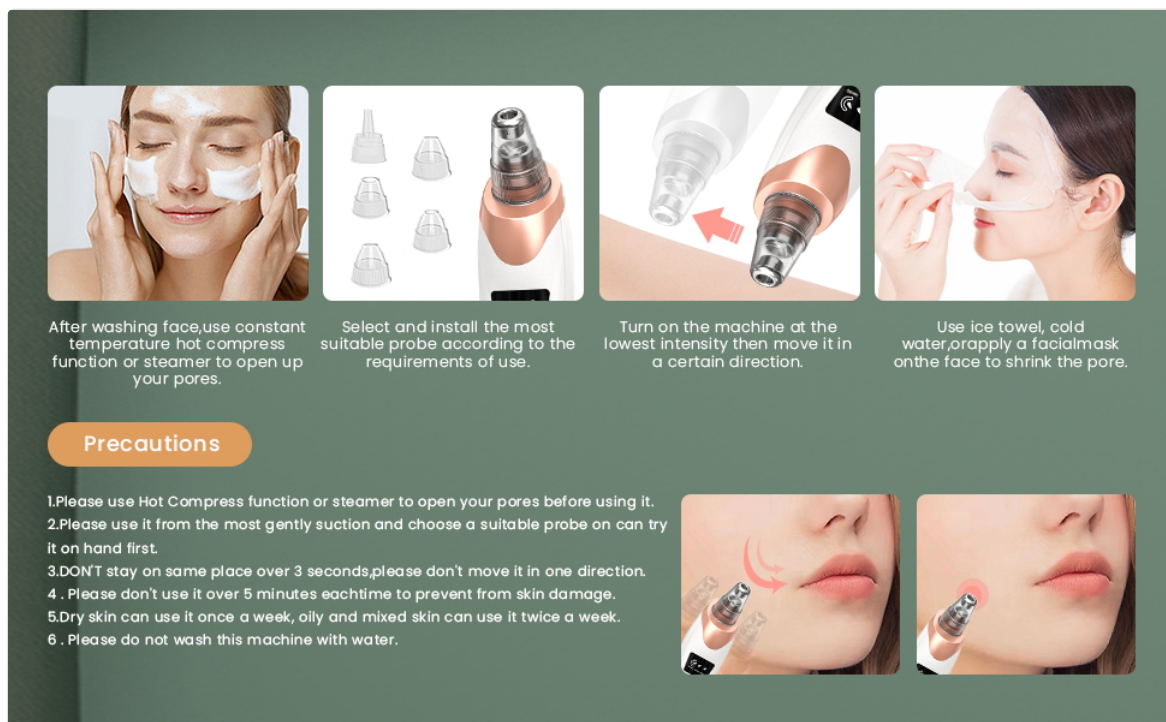 After washing face,use constant
temperature hot compress
function or steamer to open up
your pores.
Select and install the most
suitable probe according to the
requirements of use.
Turn on the machine at the
lowest intensity then move it in
a certain direction.
Use ice towel, cold
water,orapply a facialmask
onthe face to shrink the pore.
Precautions
1.Please use Hot Compress function or steamer to open your pores before using it.
2.Please use it from the most gently suction and choose a suitable probe on can try
it on hand first.
3.DON'T stay on same place over 3 seconds,please don't move it in one direction.
4 . Please don't use it over 5 minutes eachtime to prevent from skin damage.
5.Dry skin can use it once a week, oily and mixed skin can use it twice a week.
6 . Please do not wash this machine with water.